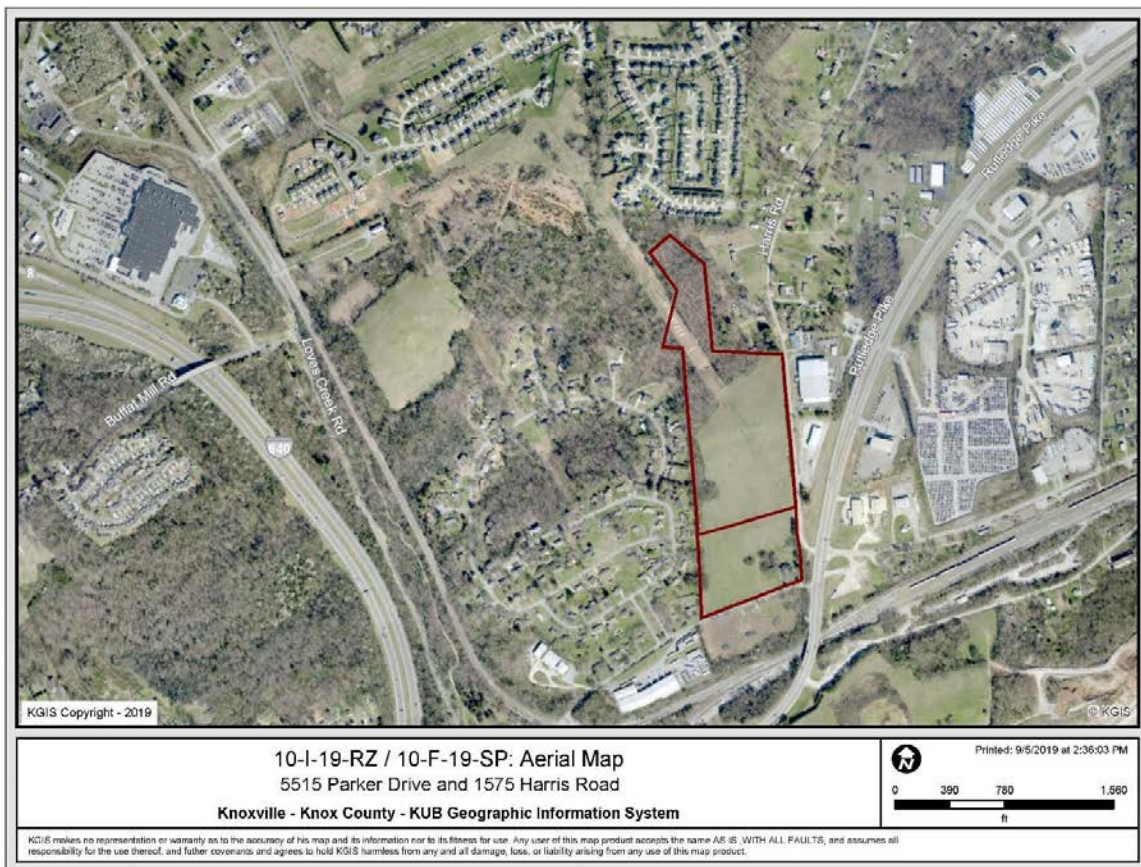 Rutledge Pike
Harris Rd
8
Rutledge Pike
Loves Creek Rd
Buffat Mill Rd
640
KGIS Copyright - 2019
© KGIS
10-I-19-RZ / 10-F-19-SP: Aerial Map
5515 Parker Drive and 1575 Harris Road
Knoxville - Knox County - KUB Geographic Information System
N
Printed: 9/5/2019 at 2:36:03 PM
0 390 780 1,560
ft
KGIS makes no representation or warranty as to the accuracy of his map and its information nor to its fitness for use. Any user of this map product accepts the same AS IS ,WITH ALL FAULTS, and assumes all
responsibility for the use thereof, and futher covenants and agrees to hold KGIS harmless from any and all damage, loss, or liability arising from any use of this map product.